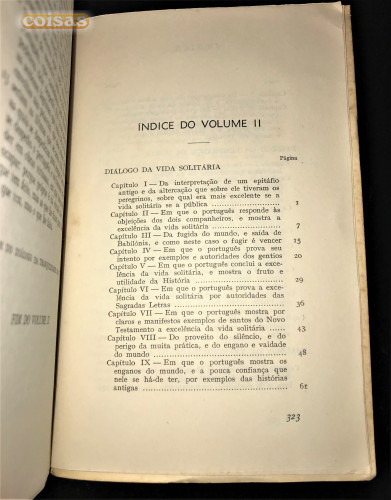 coisas
ÍNDICE DO VOLUME II
Página
DIÁLOGO DA VIDA SOLITÁRIA
Capítulo I — Da interpretação de um epitáfio
antigo e da altercação que sobre ele tiveram os
peregrinos, sobre qual era mais excelente se a
vida solitária se a pública 1
Capítulo II — Em que o português responde às
objeições dos dois companheiros, e mostra a
excelência da vida solitária 7
Capítulo III — Da fugida do mundo, e saída de
Babilónia, e como neste caso o fugir é vencer 15
Capítulo IV — Em que o português prova seu
intento por exemplos e autoridades dos gentios 20
Capítulo V — Em que o português conclui a exce-
lência da vida solitária, e mostra o fruto e
utilidade da História 29
Capítulo VI — Em que o português prova a exce-
lência da vida solitária por autoridades das
Sagradas Letras 36
Capítulo VII — Em que o português mostra por
claros e manifestos exemplos de santos do Novo
Testamento a excelência da vida solitária 43
Capítulo VIII — Do proveito do silêncio, e do
perigo da muita prática, e do engano e vaidade
do mundo 48
Capítulo IX — Em que o português mostra os
enganos do mundo, e a pouca confiança que
nele se há-de ter, por exemplos das histórias
antigas 61
323
FIM DO VOLUME II